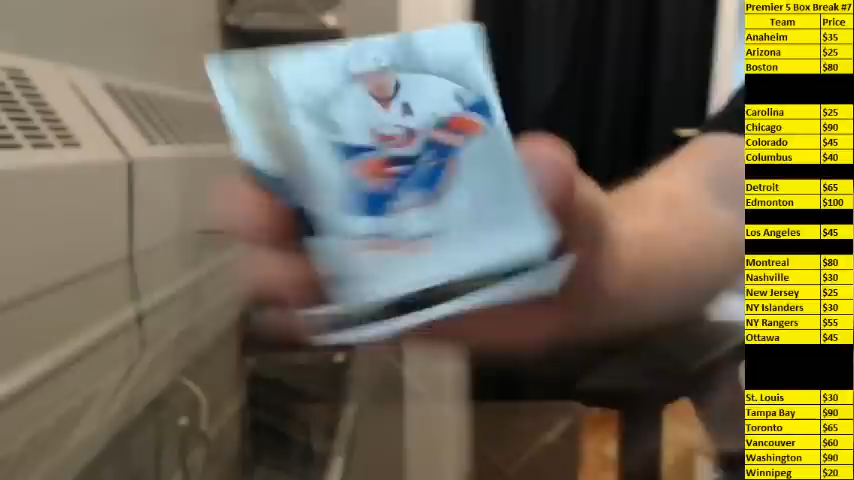 Premier 5 Box Break #7
Team Price
Anaheim $35
Arizona $25
Boston $80
Carolina $25
Chicago $90
Colorado $45
Columbus $40
Detroit $65
Edmonton $100
Los Angeles $45
Montreal $80
Nashville $30
New Jersey $25
NY Islanders $30
NY Rangers $55
Ottawa $45
St. Louis $30
Tampa Bay $90
Toronto $65
Vancouver $60
Washington $90
Winnipeg $20